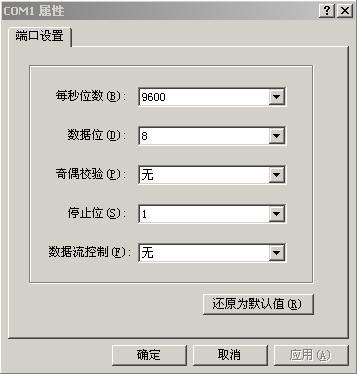 COM1 属性
端口设置
每秒位数(B): 9600
数据位(D): 8
奇偶校验(P): 无
停止位(S): 1
数据流控制(F): 无
还原为默认值(R)
确定 取消 应用(A)